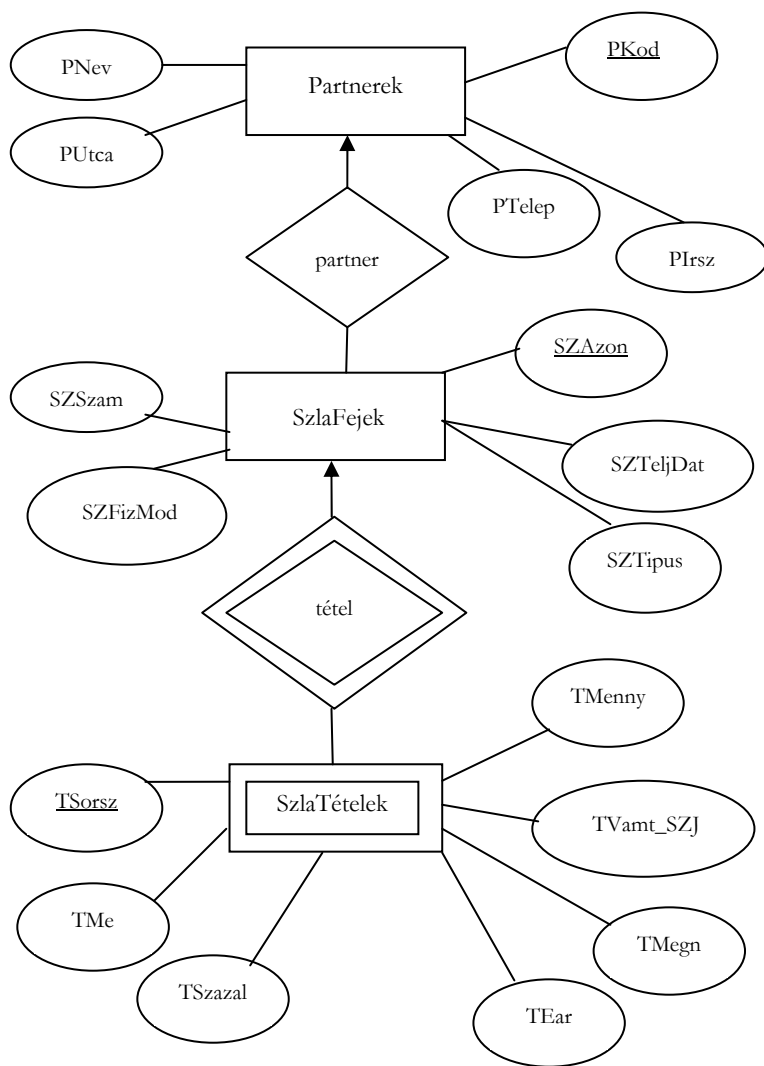 PNev
Partnerek
PKod
PUtca
PTelep
PIrsz
partner
SZAzon
SZSzam
SzlaFejek
SZTeljDat
SZFizMod
SZTipus
tétel
TMenny
TSorsz
SzlaTételek
TVamt_SZJ
TMe
TMegn
TSzazal
TEar